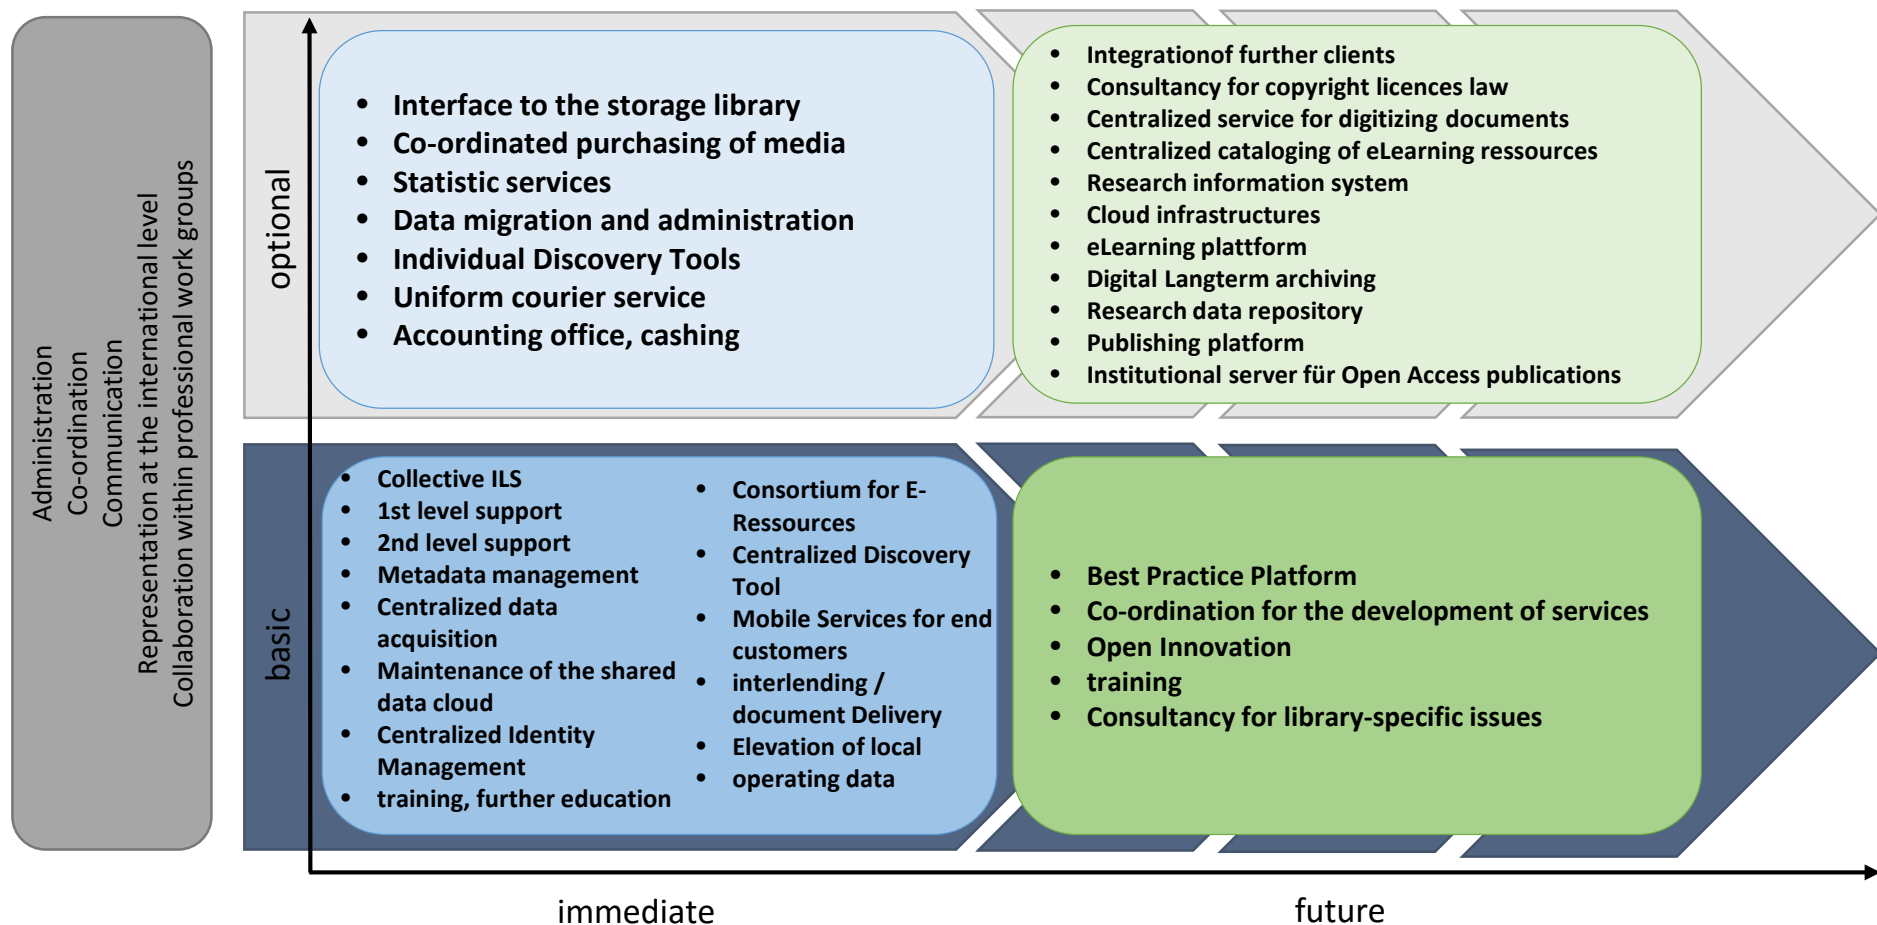 Administration
Co-ordination
Communication
Representation at the international level
Collaboration within professional work groups
optional
• Interface to the storage library
• Co-ordinated purchasing of media
• Statistic services
• Data migration and administration
• Individual Discovery Tools
• Uniform courier service
• Accounting office, cashing
• Integrationof further clients
• Consultancy for copyright licences law
• Centralized service for digitizing documents
• Centralized cataloging of eLearning ressources
• Research information system
• Cloud infrastructures
• eLearning plattform
• Digital Langterm archiving
• Research data repository
• Publishing platform
• Institutional server für Open Access publications
basic
• Collective ILS
• 1st level support
• 2nd level support
• Metadata management
• Centralized data
acquisition
• Maintenance of the shared
data cloud
• Centralized Identity
Management
• training, further education
• Consortium for E-
Ressources
• Centralized Discovery
Tool
• Mobile Services for end
customers
• interlending /
document Delivery
• Elevation of local
• operating data
• Best Practice Platform
• Co-ordination for the development of services
• Open Innovation
• training
• Consultancy for library-specific issues
immediate
future